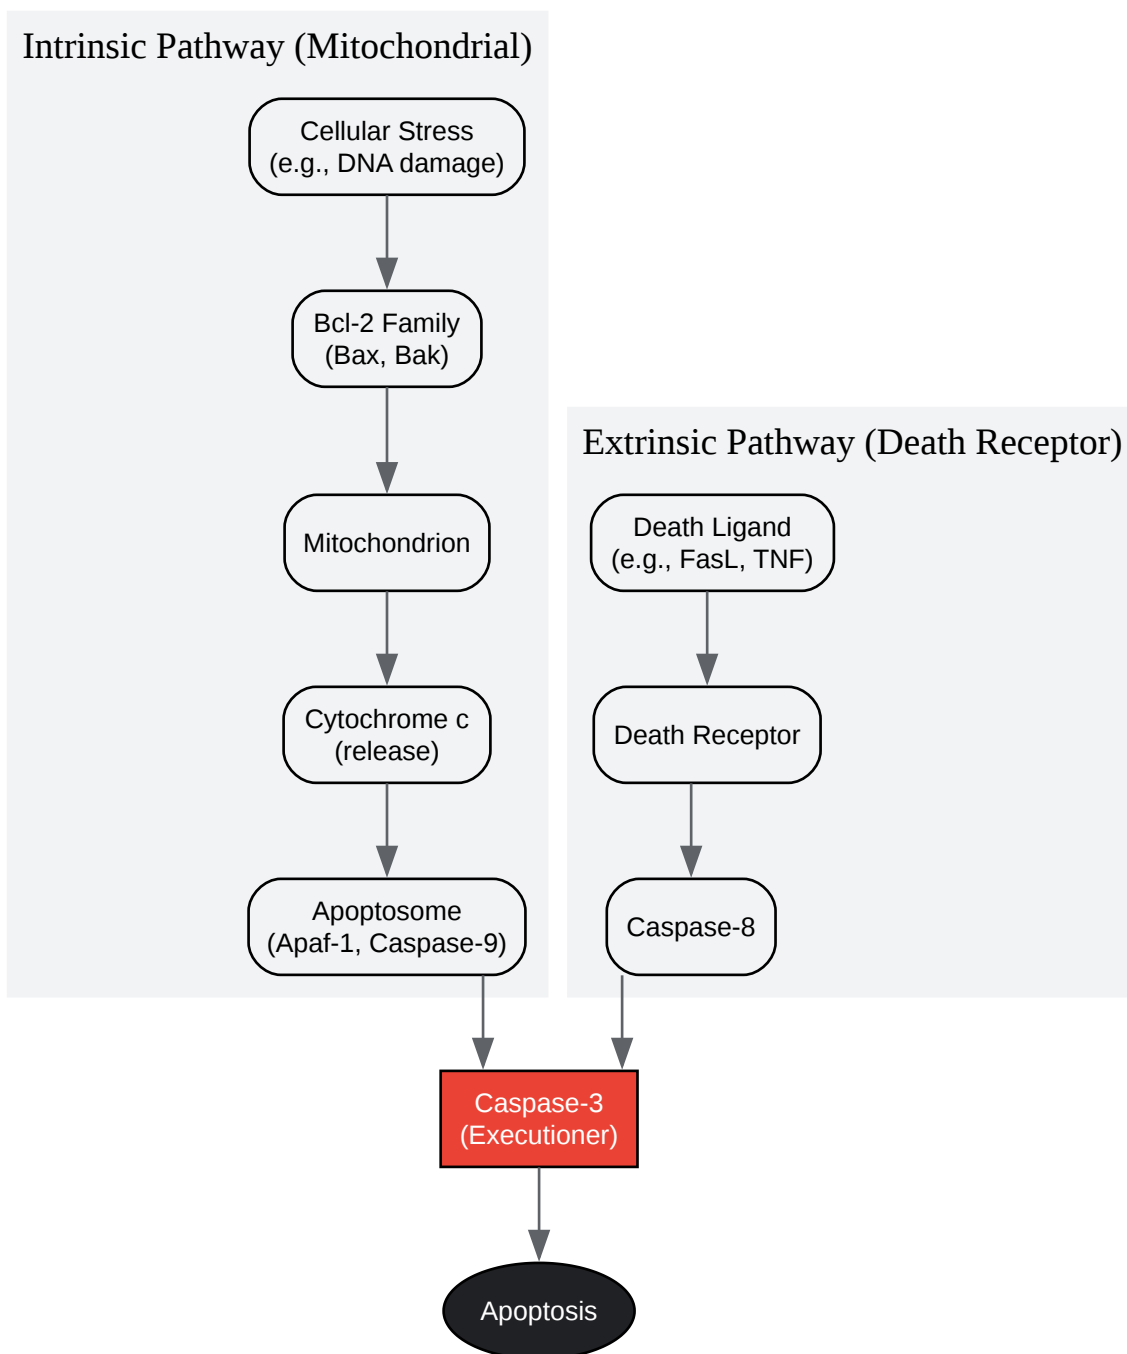 Intrinsic Pathway (Mitochondrial)
Cellular Stress
(e.g., DNA damage)
Bcl-2 Family
(Bax, Bak)
Mitochondrion
Cytochrome c
(release)
Apoptosome
(Apaf-1, Caspase-9)
Extrinsic Pathway (Death Receptor)
Death Ligand
(e.g., FasL, TNF)
Death Receptor
Caspase-8
Caspase-3
(Executioner)
Apoptosis